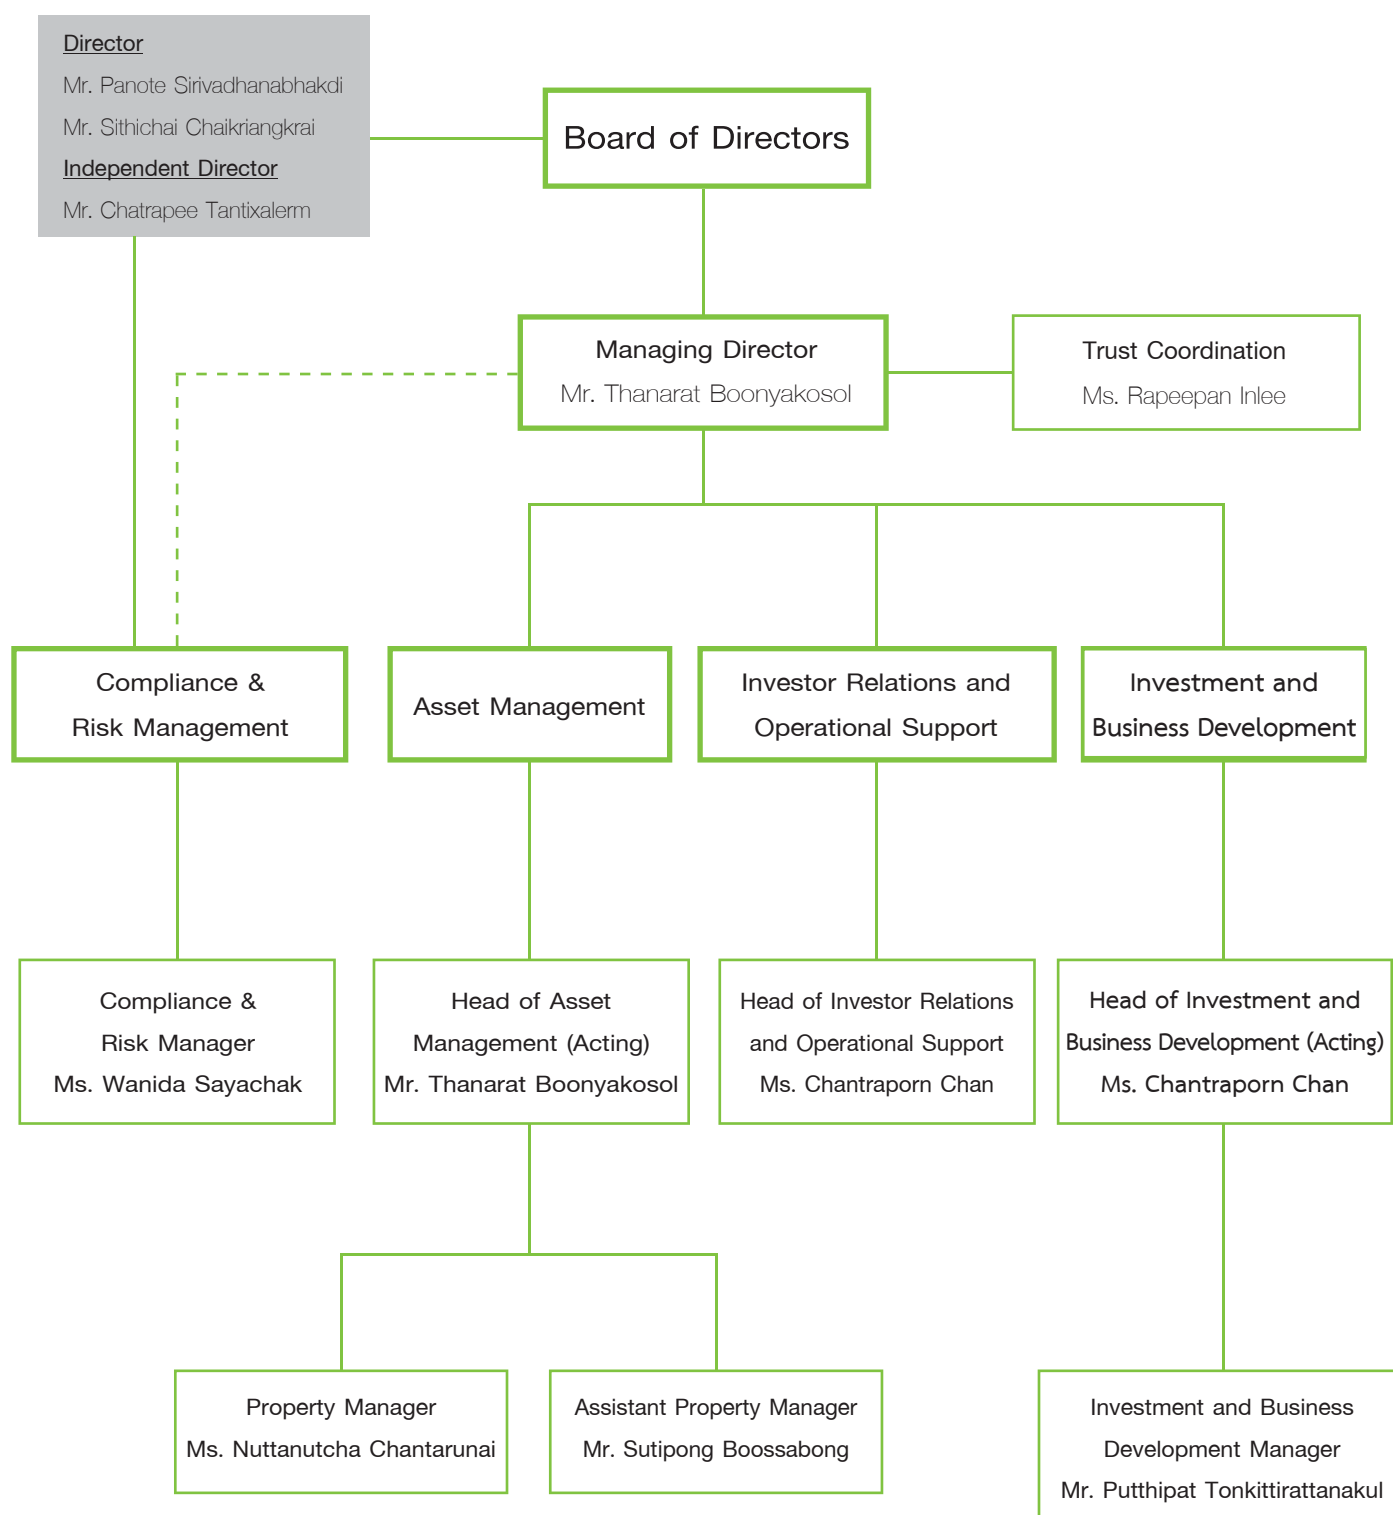 Director
Mr. Panote Sirivadhanabhakdi
Mr. Sithichai Chaikriangkrai
Independent Director
Mr. Chatrapee Tantixalerm
Board of Directors
Managing Director
Mr. Thanarat Boonyakosol
Trust Coordination
Ms. Rapeepan Inlee
Compliance &
Risk Management
Asset Management
Investor Relations and
Operational Support
Investment and
Business Development
Compliance &
Risk Manager
Ms. Wanida Sayachak
Head of Asset
Management (Acting)
Mr. Thanarat Boonyakosol
Head of Investor Relations
and Operational Support
Ms. Chantraporn Chan
Head of Investment and
Business Development (Acting)
Ms. Chantraporn Chan
Property Manager
Ms. Nuttanutcha Chantarunai
Assistant Property Manager
Mr. Sutipong Boossabong
Investment and Business
Development Manager
Mr. Putthipat Tonkittirattanakul